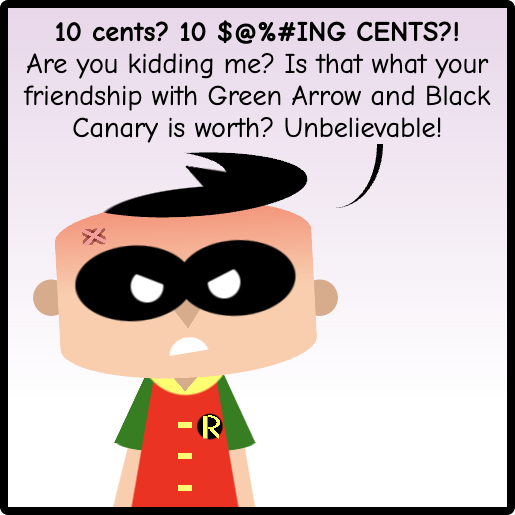 10 cents? 10 $@%#ING CENTS?!
Are you kidding me? Is that what your
friendship with Green Arrow and Black
Canary is worth? Unbelievable!
R